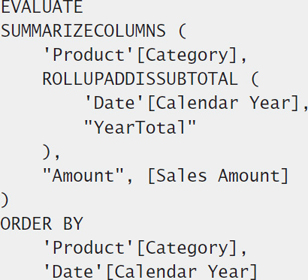 EVALUATE
SUMMARIZECOLUMNS (
    'Product'[Category],
    ROLLUPADDISSUBTOTAL (
        'Date'[Calendar Year],
        "YearTotal"
    ),
    "Amount", [Sales Amount]
)
ORDER BY
    'Product'[Category],
    'Date'[Calendar Year]